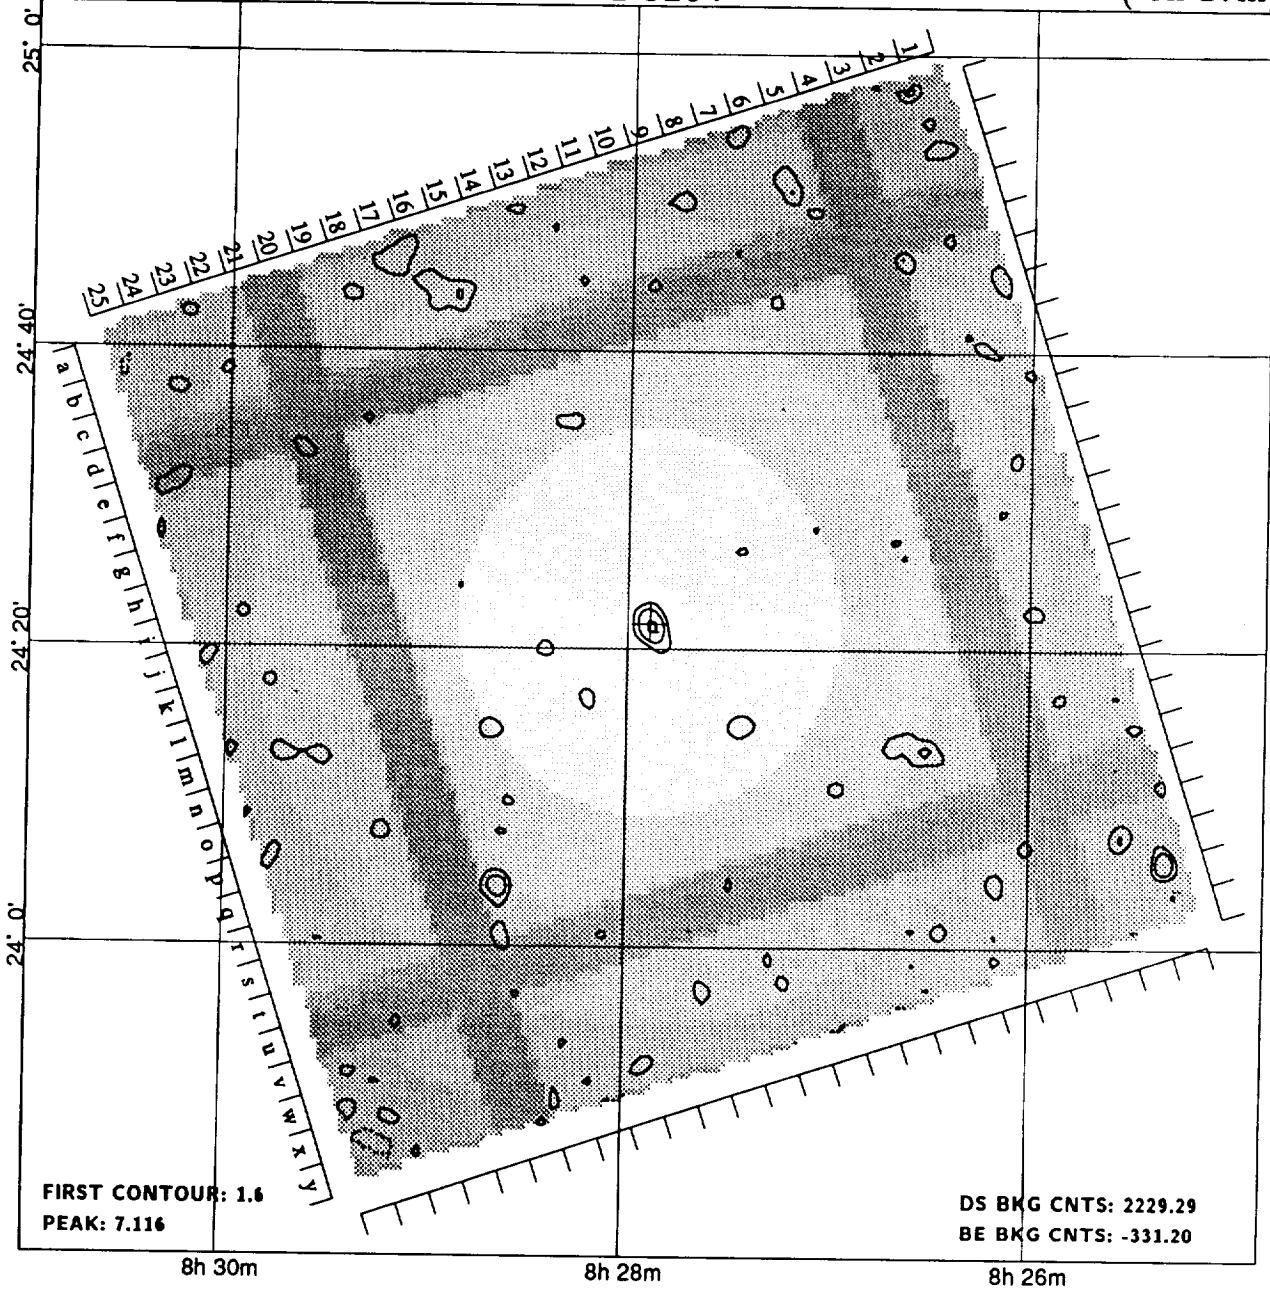 25° 0'
1
2
3
4
5
6
7
8
9
10
11
12
13
14
15
16
17
18
19
20
21
22
23
24
25
24° 40'
a
b
c
d
e
f
g
h
i
j
k
l
m
n
o
p
q
r
s
t
u
v
w
x
y
24° 20'
24° 0'
FIRST CONTOUR: 1.6
PEAK: 7.116
DS BKG CNTS: 2229.29
BE BKG CNTS: -331.20
8h 30m
8h 28m
8h 26m